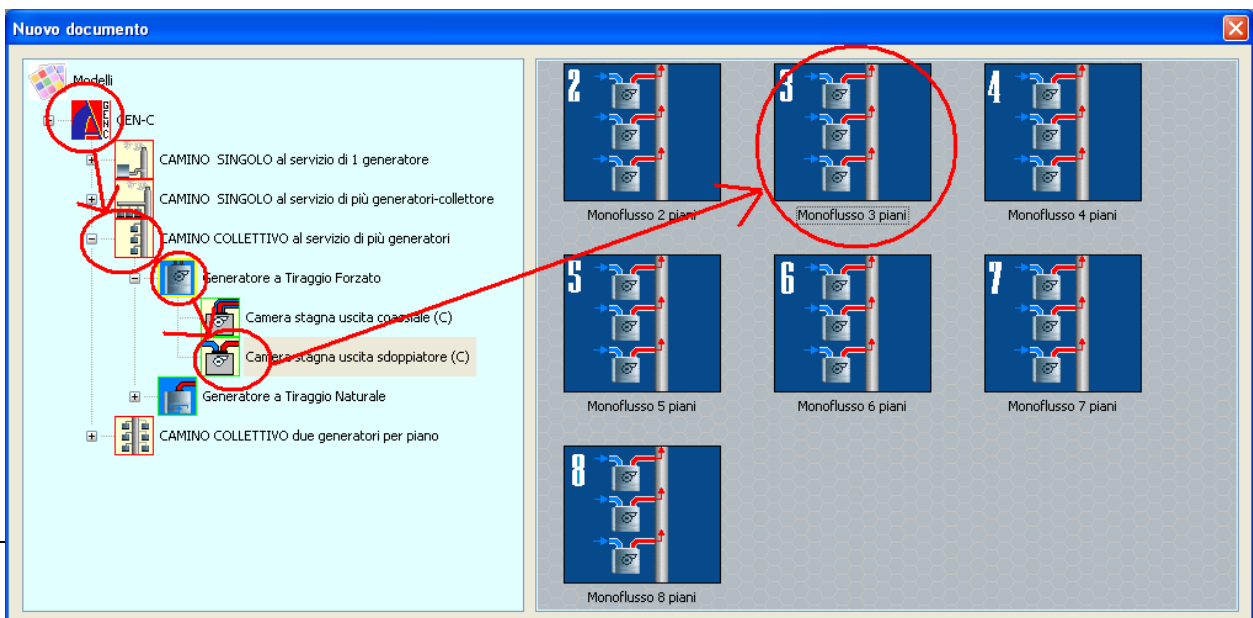 Nuovo documento
Modelli
GEN-C
GEN-C
CAMINO SINGOLO al servizio di 1 generatore
CAMINO SINGOLO al servizio di più generatori-collettore
CAMINO COLLETTIVO al servizio di più generatori
Generatore a Tiraggio Forzato
Camera stagna uscita coassiale (C)
Camera stagna uscita sdoppiatore (C)
Generatore a Tiraggio Naturale
CAMINO COLLETTIVO due generatori per piano
2
3
4
Monoflusso 2 piani
Monoflusso 3 piani
Monoflusso 4 piani
5
6
7
Monoflusso 5 piani
Monoflusso 6 piani
Monoflusso 7 piani
8
Monoflusso 8 piani